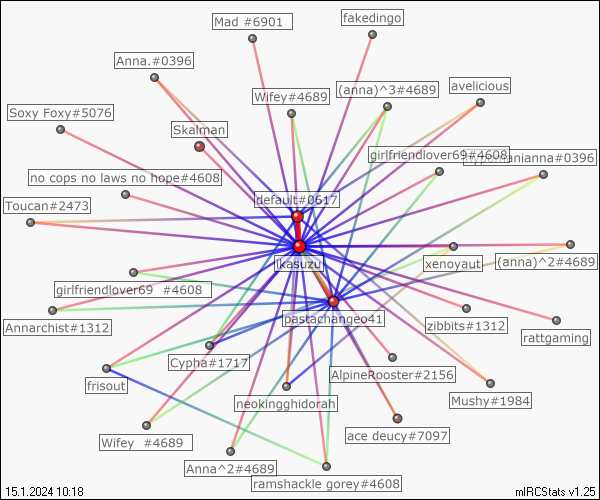 Mad #6901
fakedingo
Anna.#0396
Wifey#4689
(anna)^3#4689
avelicious
Soxy Foxy#5076
Skalman
girlfriendlover69#4608
#0396
no cops no laws no hope#4608
default#0617
Toucan#2473
ikasuzu
xenoyaut
(anna)^2#4689
girlfriendlover69 #4608
pastachangeo41
zibbits#1312
rattgaming
Annarchist#1312
Cypha#1717
AlpineRooster#2156
frisout
neokingghidorah
Mushy#1984
Wifey #4689
ace deucy#7097
Anna^2#4689
ramshackle gorey#4608
15.1.2024 10:18
mIRCStats v1.25